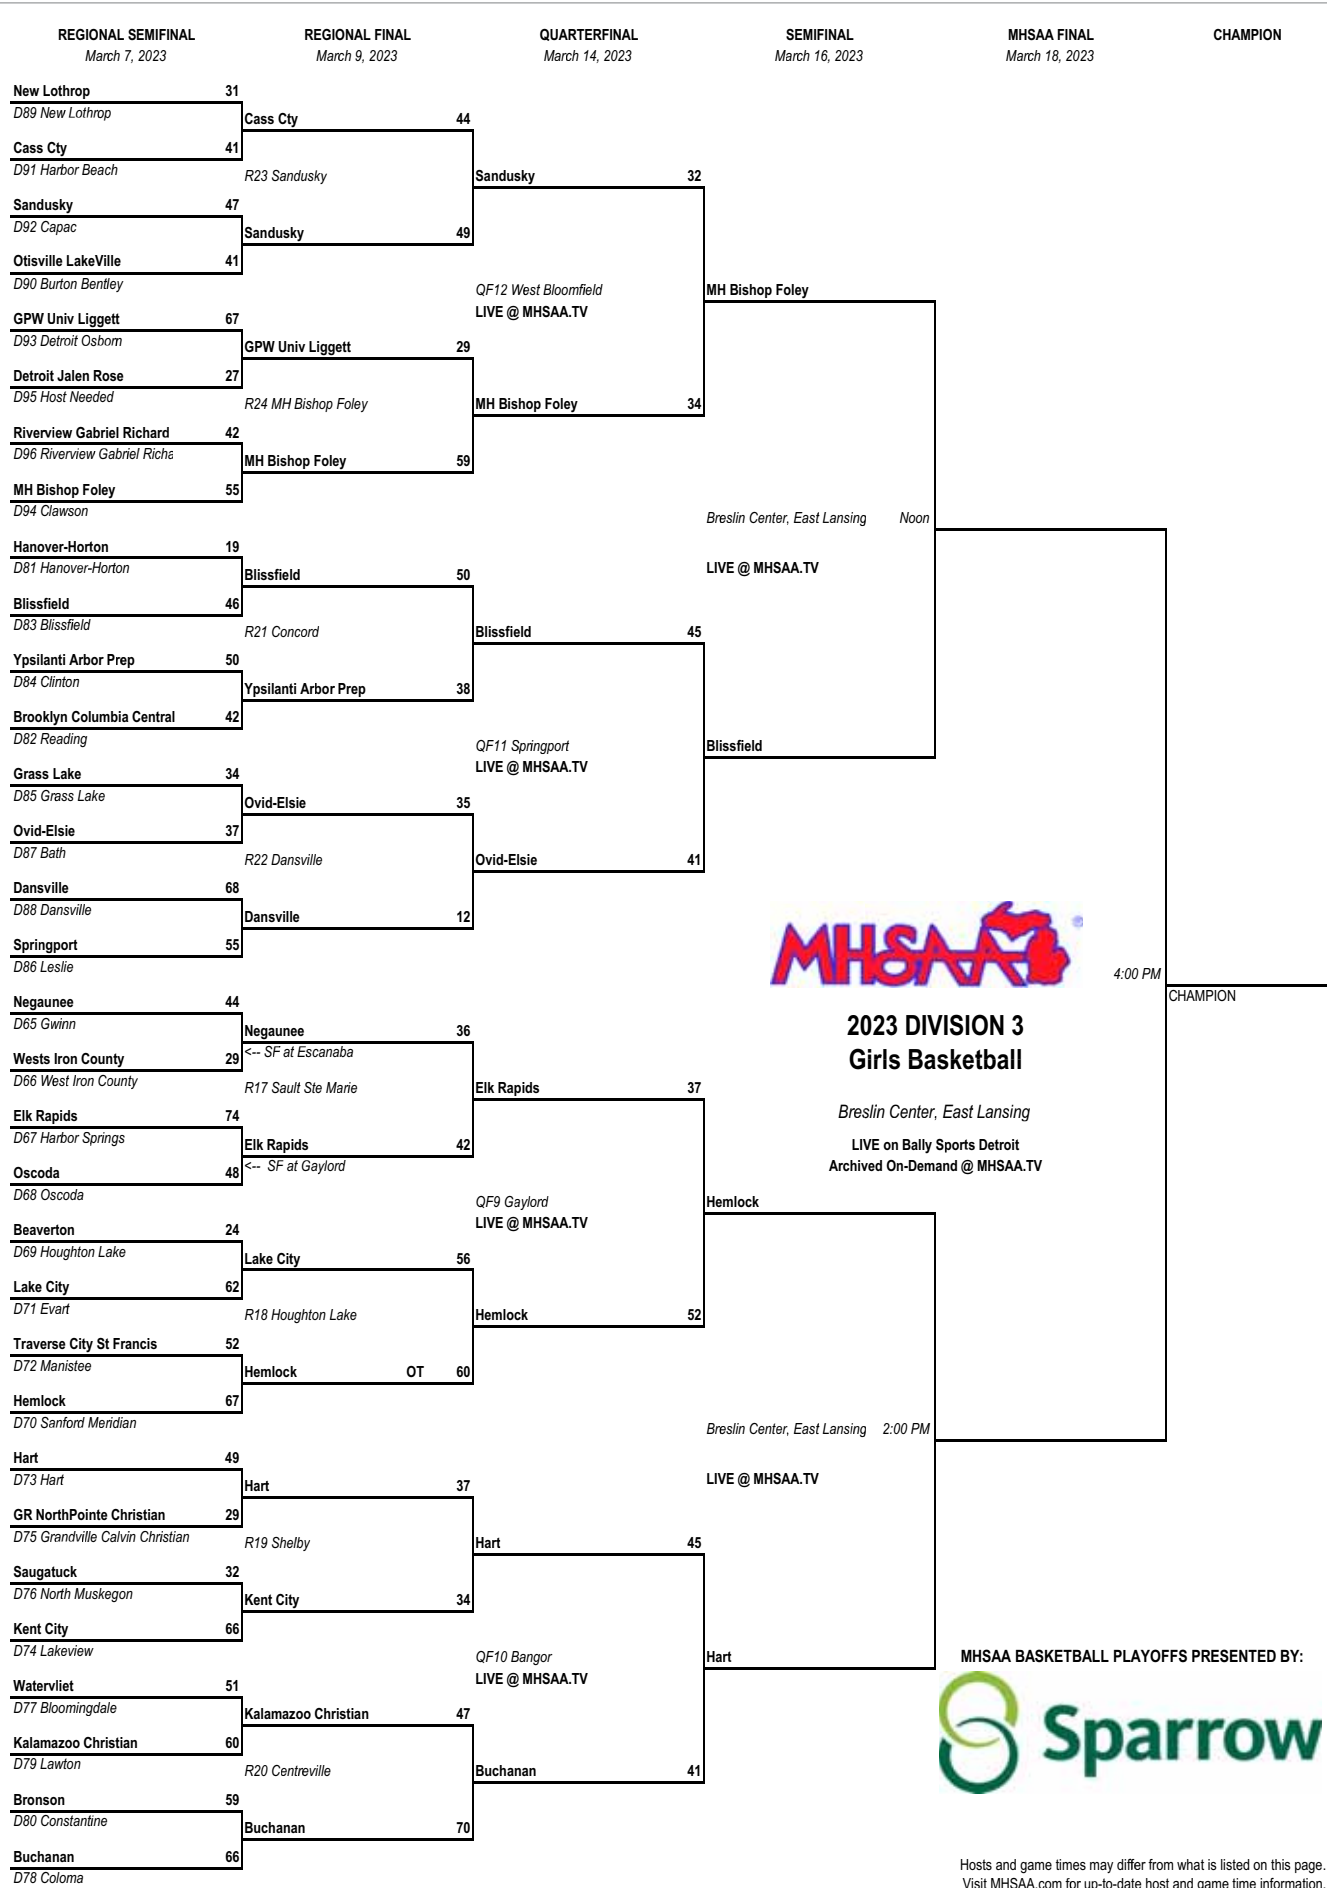 REGIONAL SEMIFINAL REGIONAL FINAL QUARTERFINAL SEMIFINAL MHSAA FINAL CHAMPION
March 7, 2023 March 9, 2023 March 14, 2023 March 16, 2023 March 18, 2023
New Lothrop 31
D89 New Lothrop
Cass Cty 44
Cass Cty 41
D91 Harbor Beach
R23 Sandusky
Sandusky 32
Sandusky 47
D92 Capac
Sandusky 49
Otisville LakeVille 41
D90 Burton Bentley
QF12 West Bloomfield
MH Bishop Foley
LIVE @ MHSAA.TV
GPW Univ Liggett 67
D93 Detroit Osborn
GPW Univ Liggett 29
Detroit Jalen Rose 27
D95 Host Needed
R24 MH Bishop Foley
MH Bishop Foley 34
Riverview Gabriel Richard 42
D96 Riverview Gabriel Richa
MH Bishop Foley 59
MH Bishop Foley 55
D94 Clawson
Breslin Center, East Lansing Noon
Hanover-Horton 19
D81 Hanover-Horton
LIVE @ MHSAA.TV
Blissfield 50
Blissfield 46
D83 Blissfield
R21 Concord
Blissfield 45
Ypsilanti Arbor Prep 50
D84 Clinton
Ypsilanti Arbor Prep 38
Brooklyn Columbia Central 42
D82 Reading
QF11 Springport
Blissfield
LIVE @ MHSAA.TV
Grass Lake 34
D85 Grass Lake
Ovid-Elsie 35
Ovid-Elsie 37
D87 Bath
R22 Dansville
Ovid-Elsie 41
Dansville 68
D88 Dansville
Dansville 12
Springport 55
D86 Leslie
MHSAA ®
4:00 PM
CHAMPION
Negaunee 44
D65 Gwinn
2023 DIVISION 3
Negaunee 36
<-- SF at Escanaba
Wests Iron County 29
Girls Basketball
D66 West Iron County
R17 Sault Ste Marie
Elk Rapids 37
Elk Rapids 74
Breslin Center, East Lansing
D67 Harbor Springs
Elk Rapids 42
LIVE on Bally Sports Detroit
<-- SF at Gaylord
Archived On-Demand @ MHSAA.TV
Oscoda 48
D68 Oscoda
QF9 Gaylord
Hemlock
LIVE @ MHSAA.TV
Beaverton 24
D69 Houghton Lake
Lake City 56
Lake City 62
D71 Evart
R18 Houghton Lake
Hemlock 52
Traverse City St Francis 52
D72 Manistee
Hemlock OT 60
Hemlock 67
D70 Sanford Meridian
Breslin Center, East Lansing 2:00 PM
Hart 49
D73 Hart
LIVE @ MHSAA.TV
Hart 37
GR NorthPointe Christian 29
D75 Grandville Calvin Christian
R19 Shelby
Hart 45
Saugatuck 32
D76 North Muskegon
Kent City 34
Kent City 66
D74 Lakeview
QF10 Bangor
Hart
MHSAA BASKETBALL PLAYOFFS PRESENTED BY:
LIVE @ MHSAA.TV
Watervliet 51
D77 Bloomingdale
Kalamazoo Christian 47
Sparrow
Kalamazoo Christian 60
D79 Lawton
R20 Centreville
Buchanan 41
Bronson 59
D80 Constantine
Buchanan 70
Buchanan 66
D78 Coloma
Hosts and game times may differ from what is listed on this page.
Visit MHSAA.com for up-to-date host and game time information.